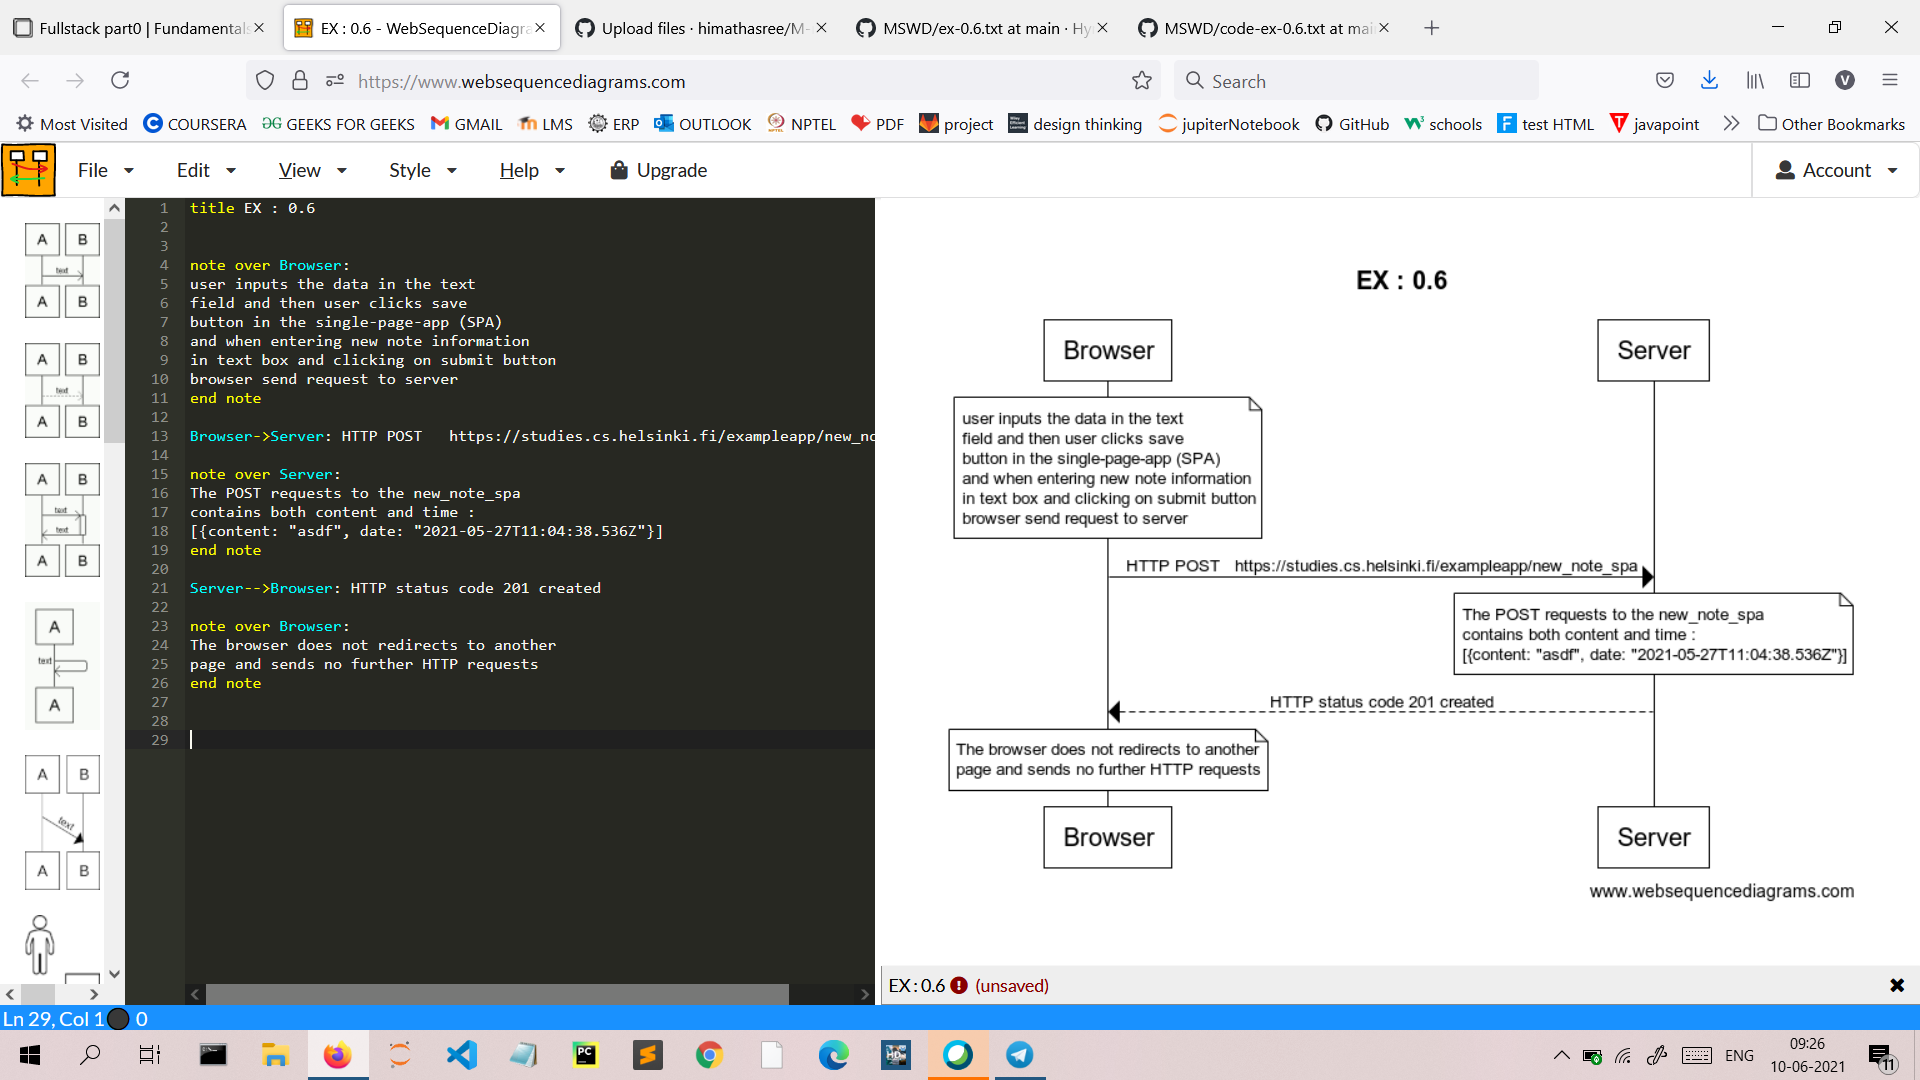 Fullstack part0 | Fundamentals
EX : 0.6 - WebSequenceDiagra
Upload files · himathasree/M-
MSWD/ex-0.6.txt at main · Hy
MSWD/code-ex-0.6.txt at mai
https://www.websequencediagrams.com
Search
V
Most Visited
COURSERA
GEEKS FOR GEEKS
GMAIL
LMS
ERP
OUTLOOK
NPTEL
PDF
project
design thinking
jupiterNotebook
GitHub
schools
test HTML
javapoint
Other Bookmarks
File
Edit
View
Style
Help
Upgrade
Account
A B
text
A B
A B
text
A B
A B
text
text
A B
A
text
A
A B
text
A B
1 title EX : 0.6
2
3
4 note over Browser:
5 user inputs the data in the text
6 field and then user clicks save
7 button in the single-page-app (SPA)
8 and when entering new note information
9 in text box and clicking on submit button
10 browser send request to server
11 end note
12
13 Browser->Server: HTTP POST   https://studies.cs.helsinki.fi/exampleapp/new_no
14
15 note over Server:
16 The POST requests to the new_note_spa
17 contains both content and time :
18 [{content: "asdf", date: "2021-05-27T11:04:38.536Z"}]
19 end note
20
21 Server-->Browser: HTTP status code 201 created
22
23 note over Browser:
24 The browser does not redirects to another
25 page and sends no further HTTP requests
26 end note
27
28
29
EX : 0.6
Browser
Server
user inputs the data in the text
field and then user clicks save
button in the single-page-app (SPA)
and when entering new note information
in text box and clicking on submit button
browser send request to server
HTTP POST   https://studies.cs.helsinki.fi/exampleapp/new_note_spa
The POST requests to the new_note_spa
contains both content and time :
[{content: "asdf", date: "2021-05-27T11:04:38.536Z"}]
HTTP status code 201 created
The browser does not redirects to another
page and sends no further HTTP requests
Browser
Server
www.websequencediagrams.com
EX : 0.6 (unsaved)
Ln 29, Col 1 0
PC
ENG
09:26
10-06-2021
11